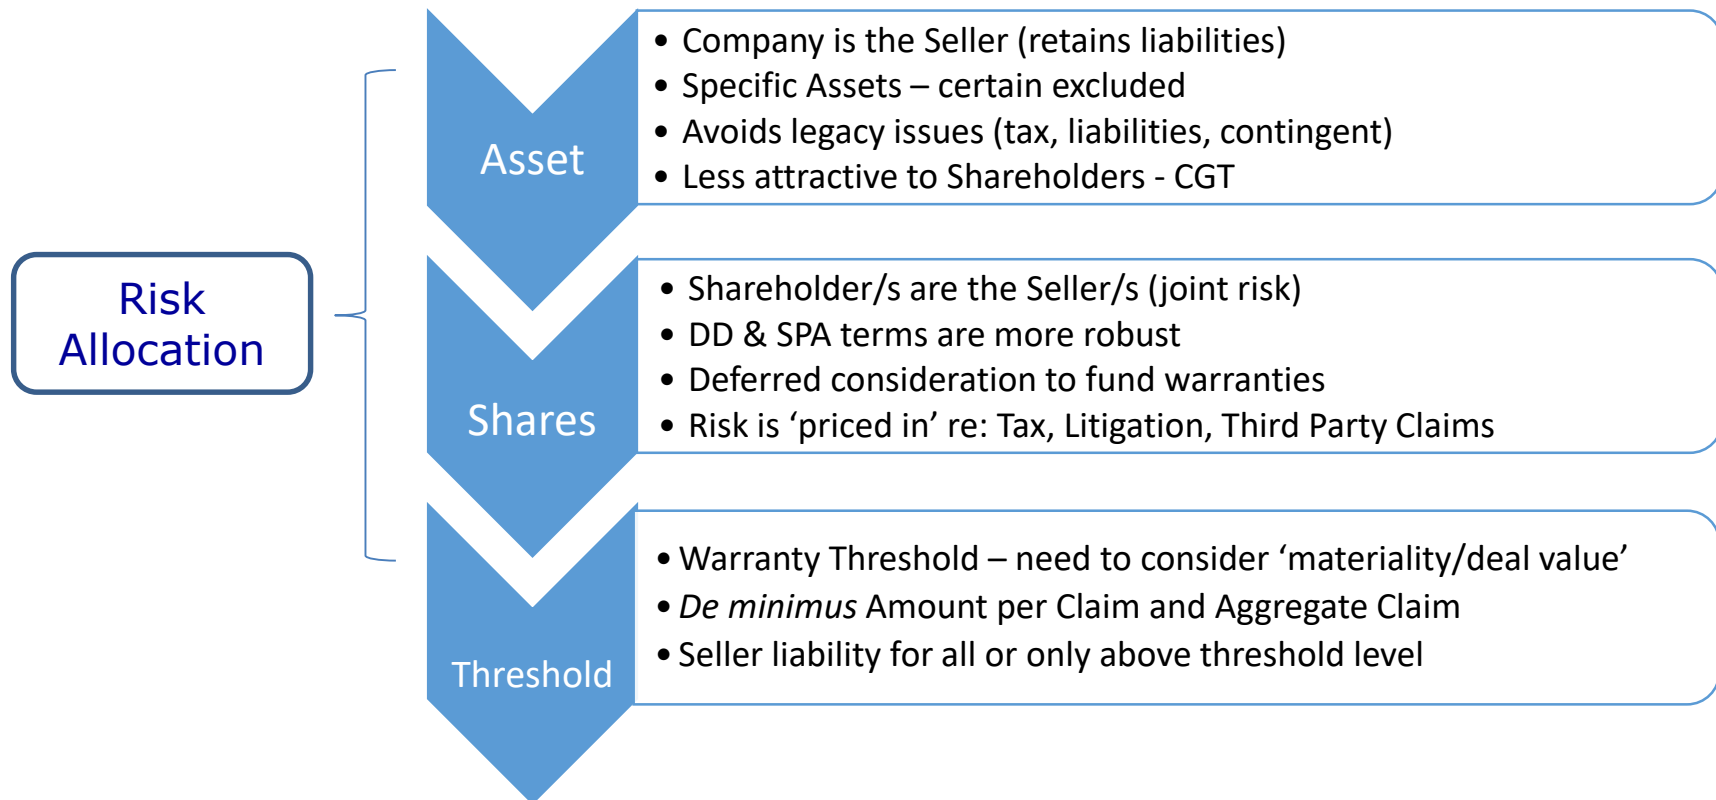 Risk
Allocation
Asset
• Company is the Seller (retains liabilities)
• Specific Assets – certain excluded
• Avoids legacy issues (tax, liabilities, contingent)
• Less attractive to Shareholders - CGT
Shares
• Shareholder/s are the Seller/s (joint risk)
• DD & SPA terms are more robust
• Deferred consideration to fund warranties
• Risk is ‘priced in’ re: Tax, Litigation, Third Party Claims
Threshold
• Warranty Threshold – need to consider ‘materiality/deal value’
• De minimus Amount per Claim and Aggregate Claim
• Seller liability for all or only above threshold level